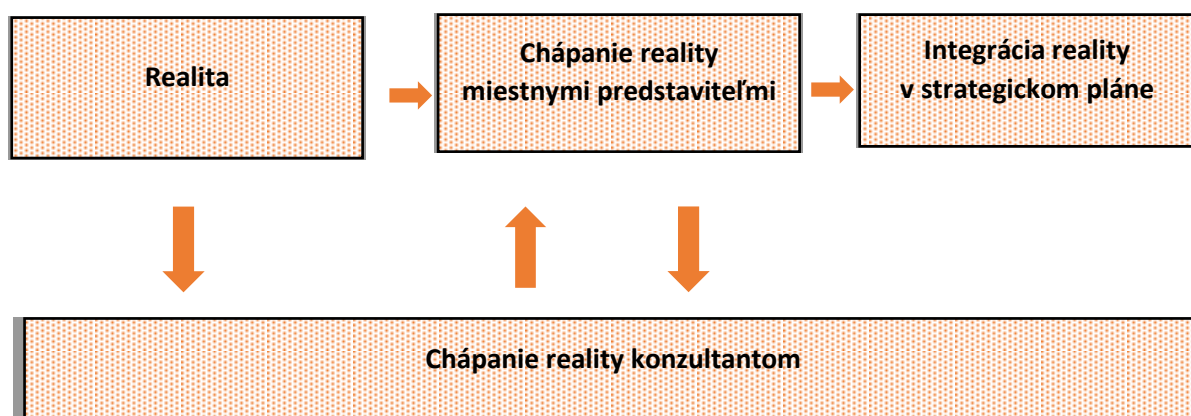 Realita
Chápanie reality
miestnymi predstaviteľmi
Integrácia reality
v strategickom pláne
Chápanie reality konzultantom